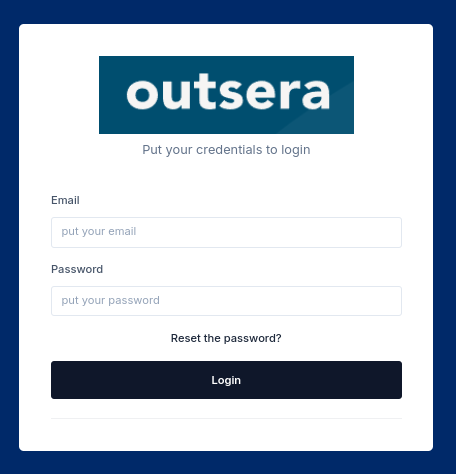 outsera
Put your credentials to login
Email
put your email
Password
put your password
Reset the password?
Login